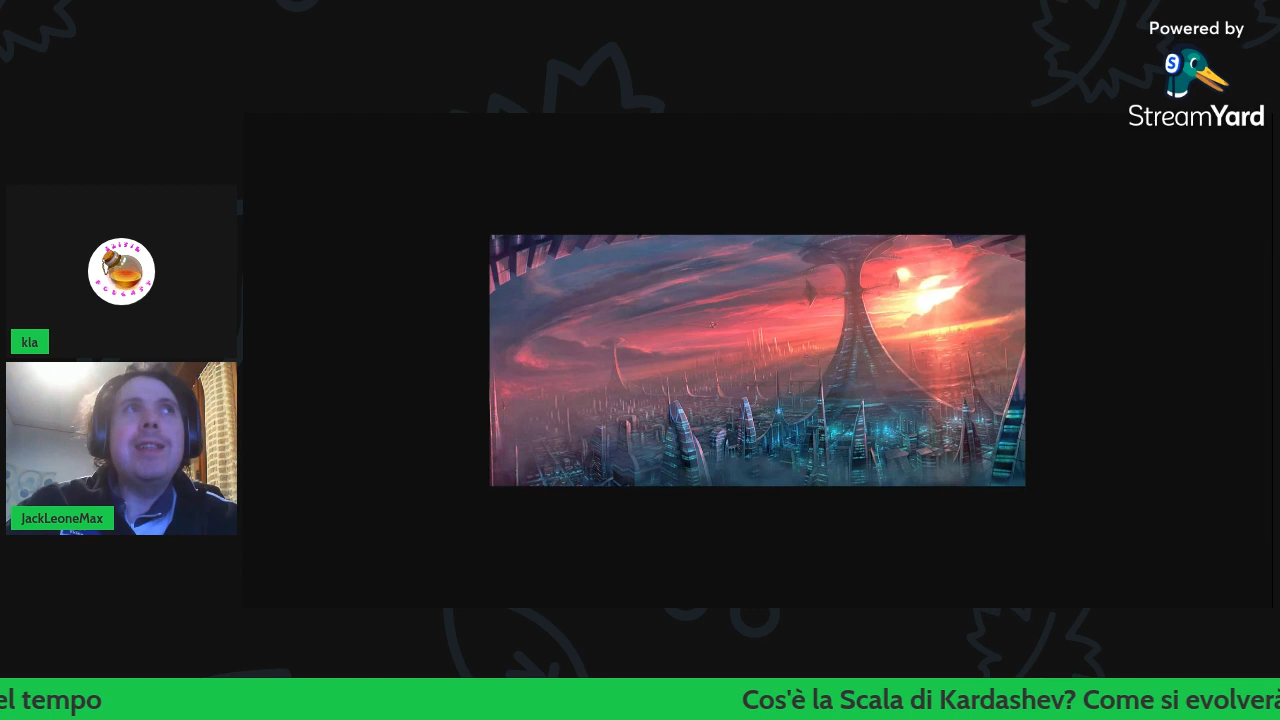 Powered by
S
StreamYard
kla
JackLeoneMax
el tempo
Cos'è la Scala di Kardashev? Come si evolverà